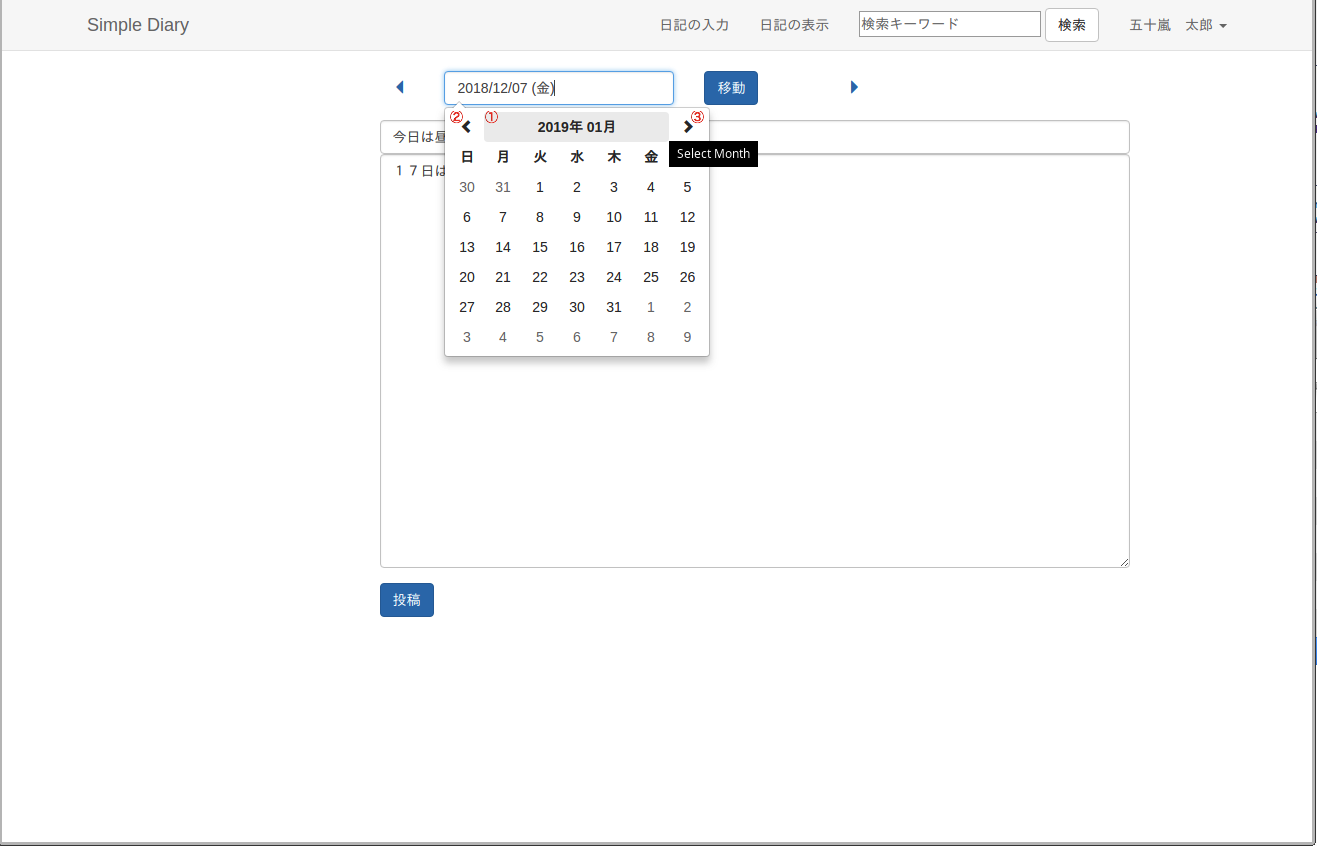 Simple Diary 日記の入力 日記の表示 検索キーワード 検索 五十嵐　太郎
2018/12/07 (金) 移動
② ① 2019年 01月 ③
今日は昼
日 月 火 水 木 金 Select Month
１７日は
30 31 1 2 3 4 5
6 7 8 9 10 11 12
13 14 15 16 17 18 19
20 21 22 23 24 25 26
27 28 29 30 31 1 2
3 4 5 6 7 8 9
投稿